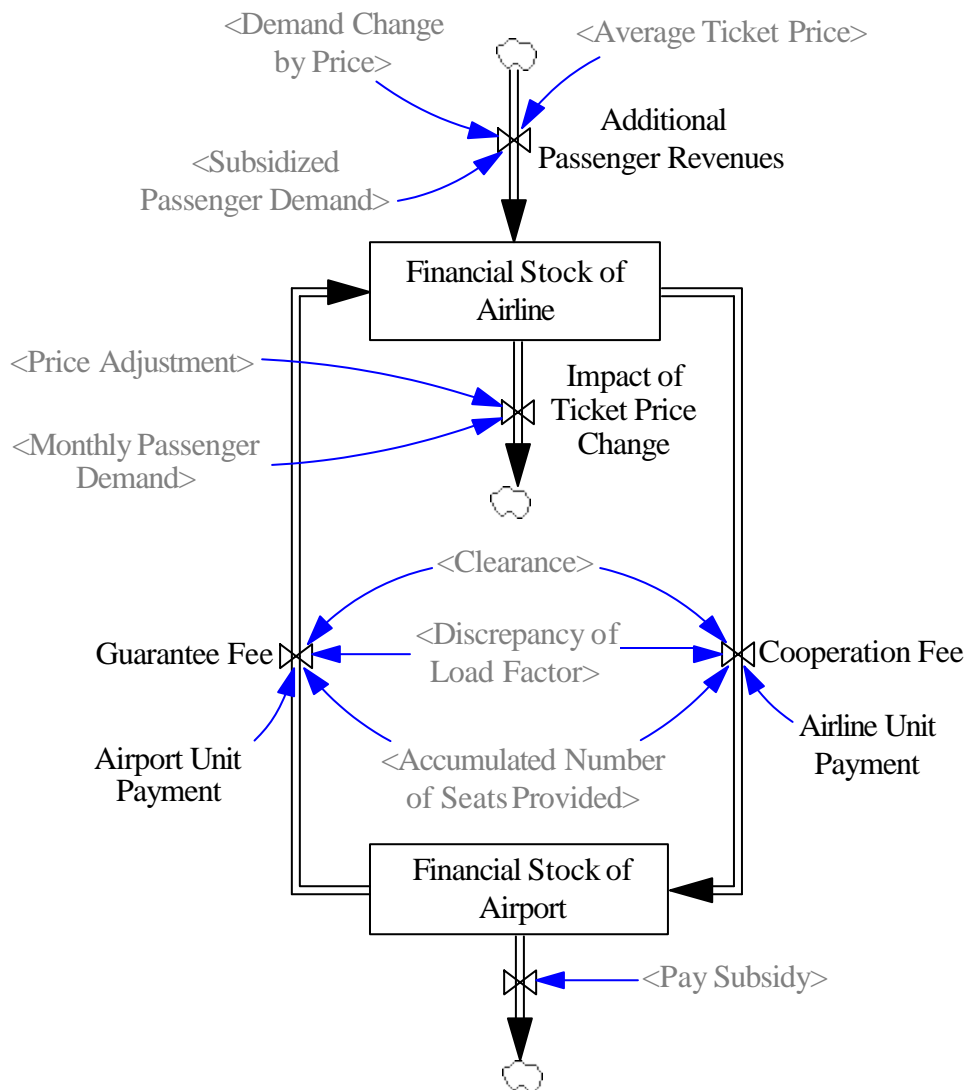 <Demand Change
by Price>
<Average Ticket Price>
Additional
Passenger Revenues
<Subsidized
Passenger Demand>
Financial Stock of
Airline
<Price Adjustment>
Impact of
Ticket Price
Change
<Monthly Passenger
Demand>
<Clearance>
Guarantee Fee
<Discrepancy of
Load Factor>
Cooperation Fee
Airport Unit
Payment
<Accumulated Number
of Seats Provided>
Airline Unit
Payment
Financial Stock of
Airport
<Pay Subsidy>